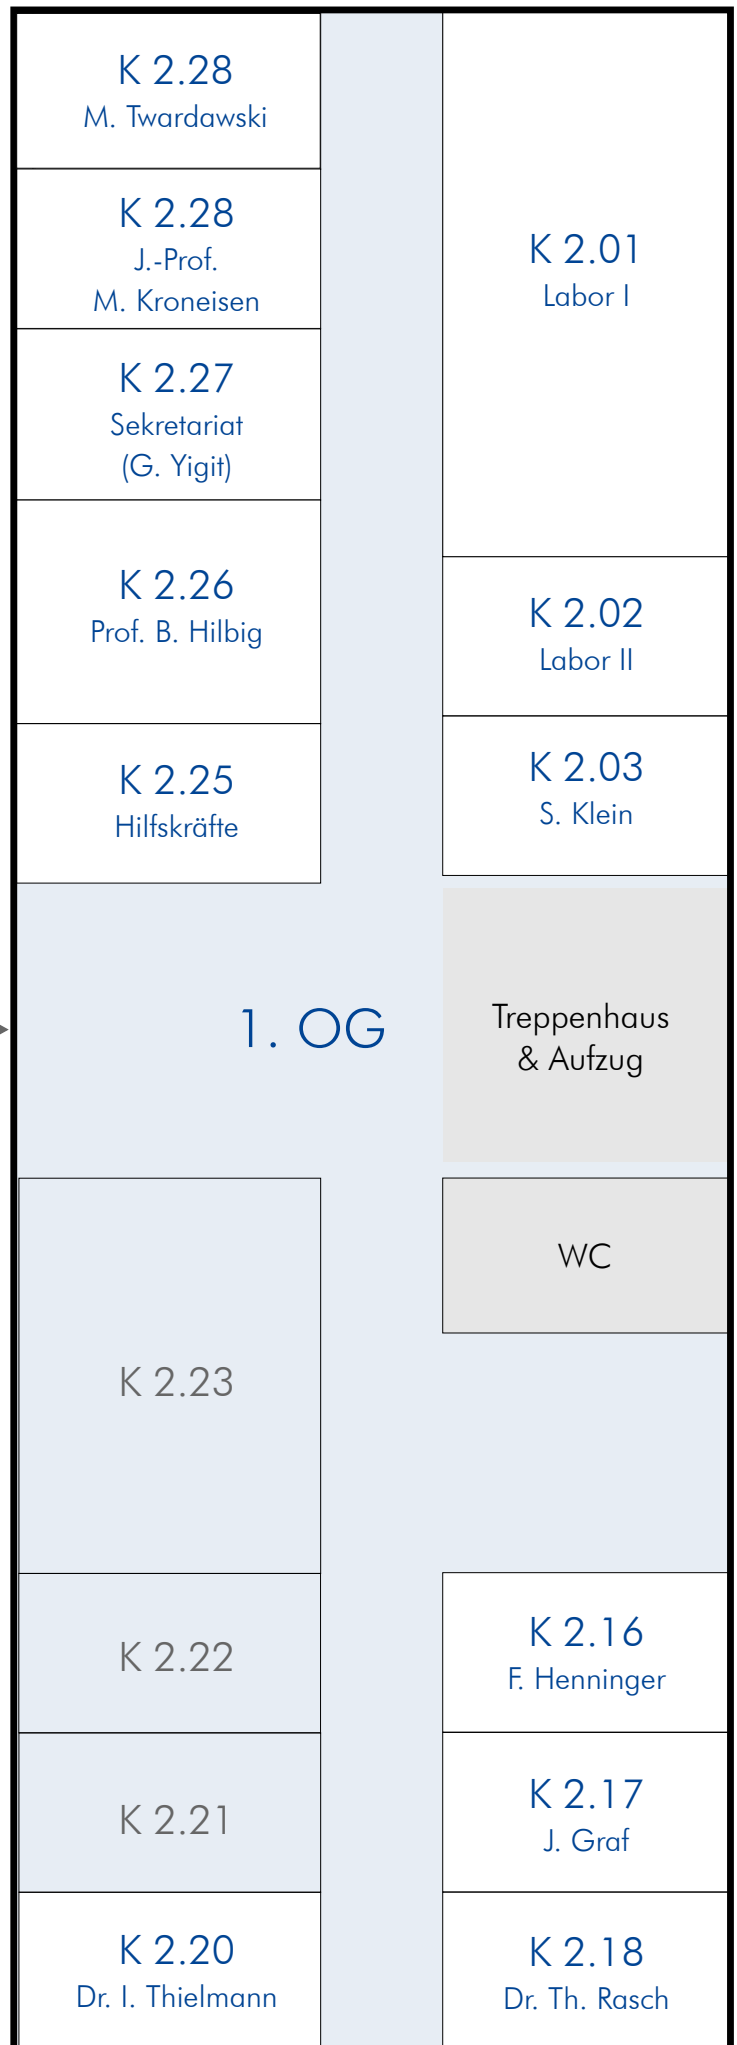 K 2.28
M. Twardawski
K 2.28
J.-Prof.
M. Kroneisen
K 2.27
Sekretariat
(G. Yigit)
K 2.26
Prof. B. Hilbig
K 2.25
Hilfskräfte
K 2.01
Labor I
K 2.02
Labor II
K 2.03
S. Klein
1. OG
Treppenhaus
& Aufzug
WC
K 2.23
K 2.22
K 2.21
K 2.20
Dr. I. Thielmann
K 2.16
F. Henninger
K 2.17
J. Graf
K 2.18
Dr. Th. Rasch